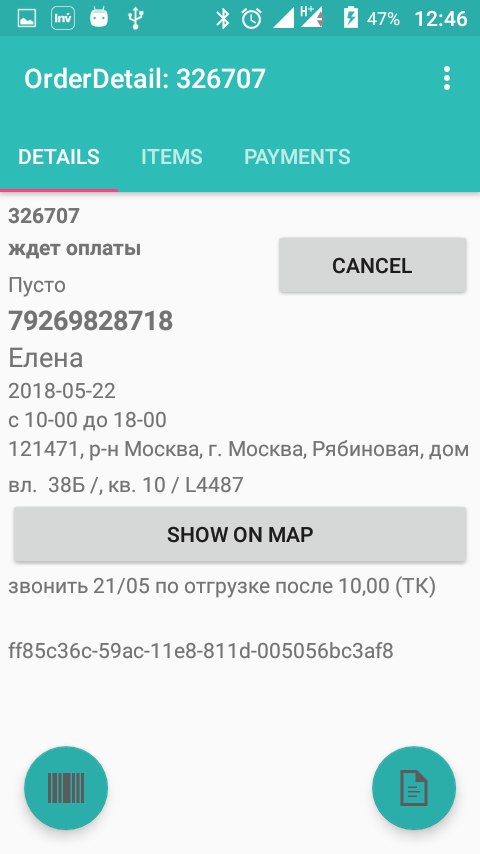 Inv H+ 47% 12:46
OrderDetail: 326707
DETAILS ITEMS PAYMENTS
326707
ждет оплаты
CANCEL
Пусто
79269828718
Елена
2018-05-22
с 10-00 до 18-00
121471, р-н Москва, г. Москва, Рябиновая, дом
вл. 38Б /, кв. 10 / L4487
SHOW ON MAP
звонить 21/05 по отгрузке после 10,00 (ТК)
ff85c36c-59ac-11e8-811d-005056bc3af8